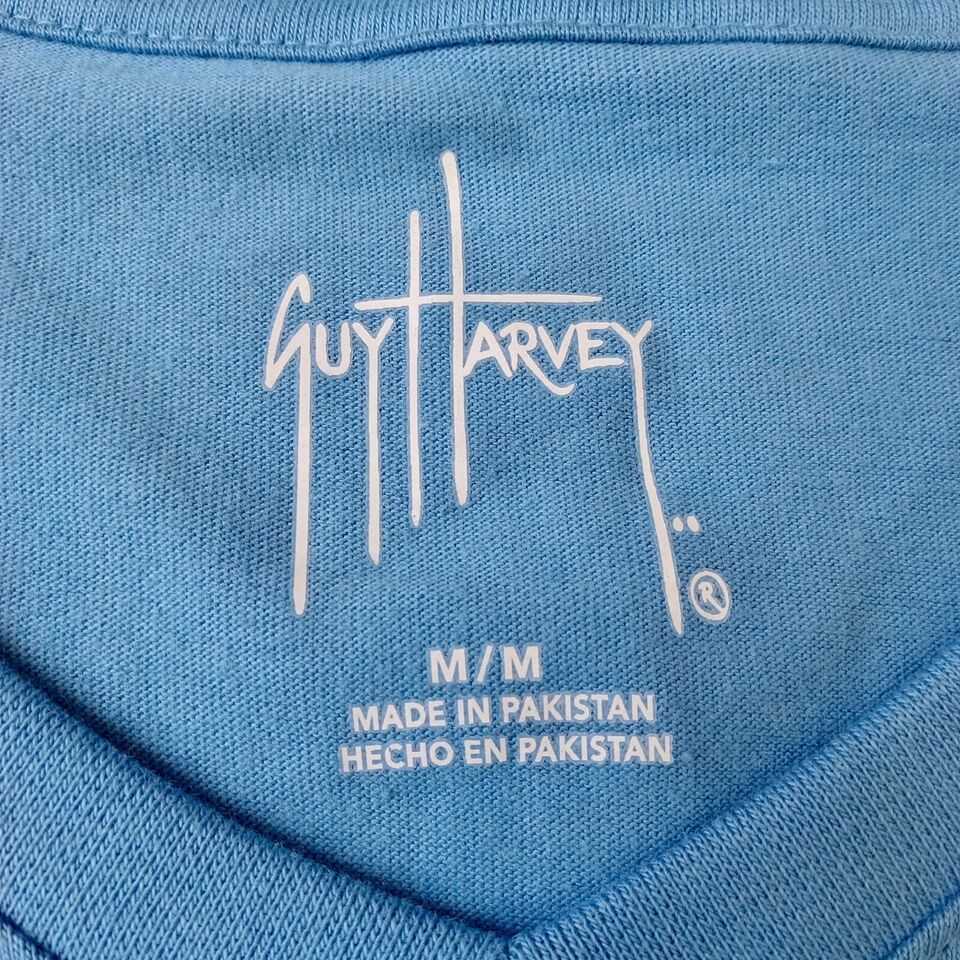 GUY HARVEY
®
M/M
MADE IN PAKISTAN
HECHO EN PAKISTAN